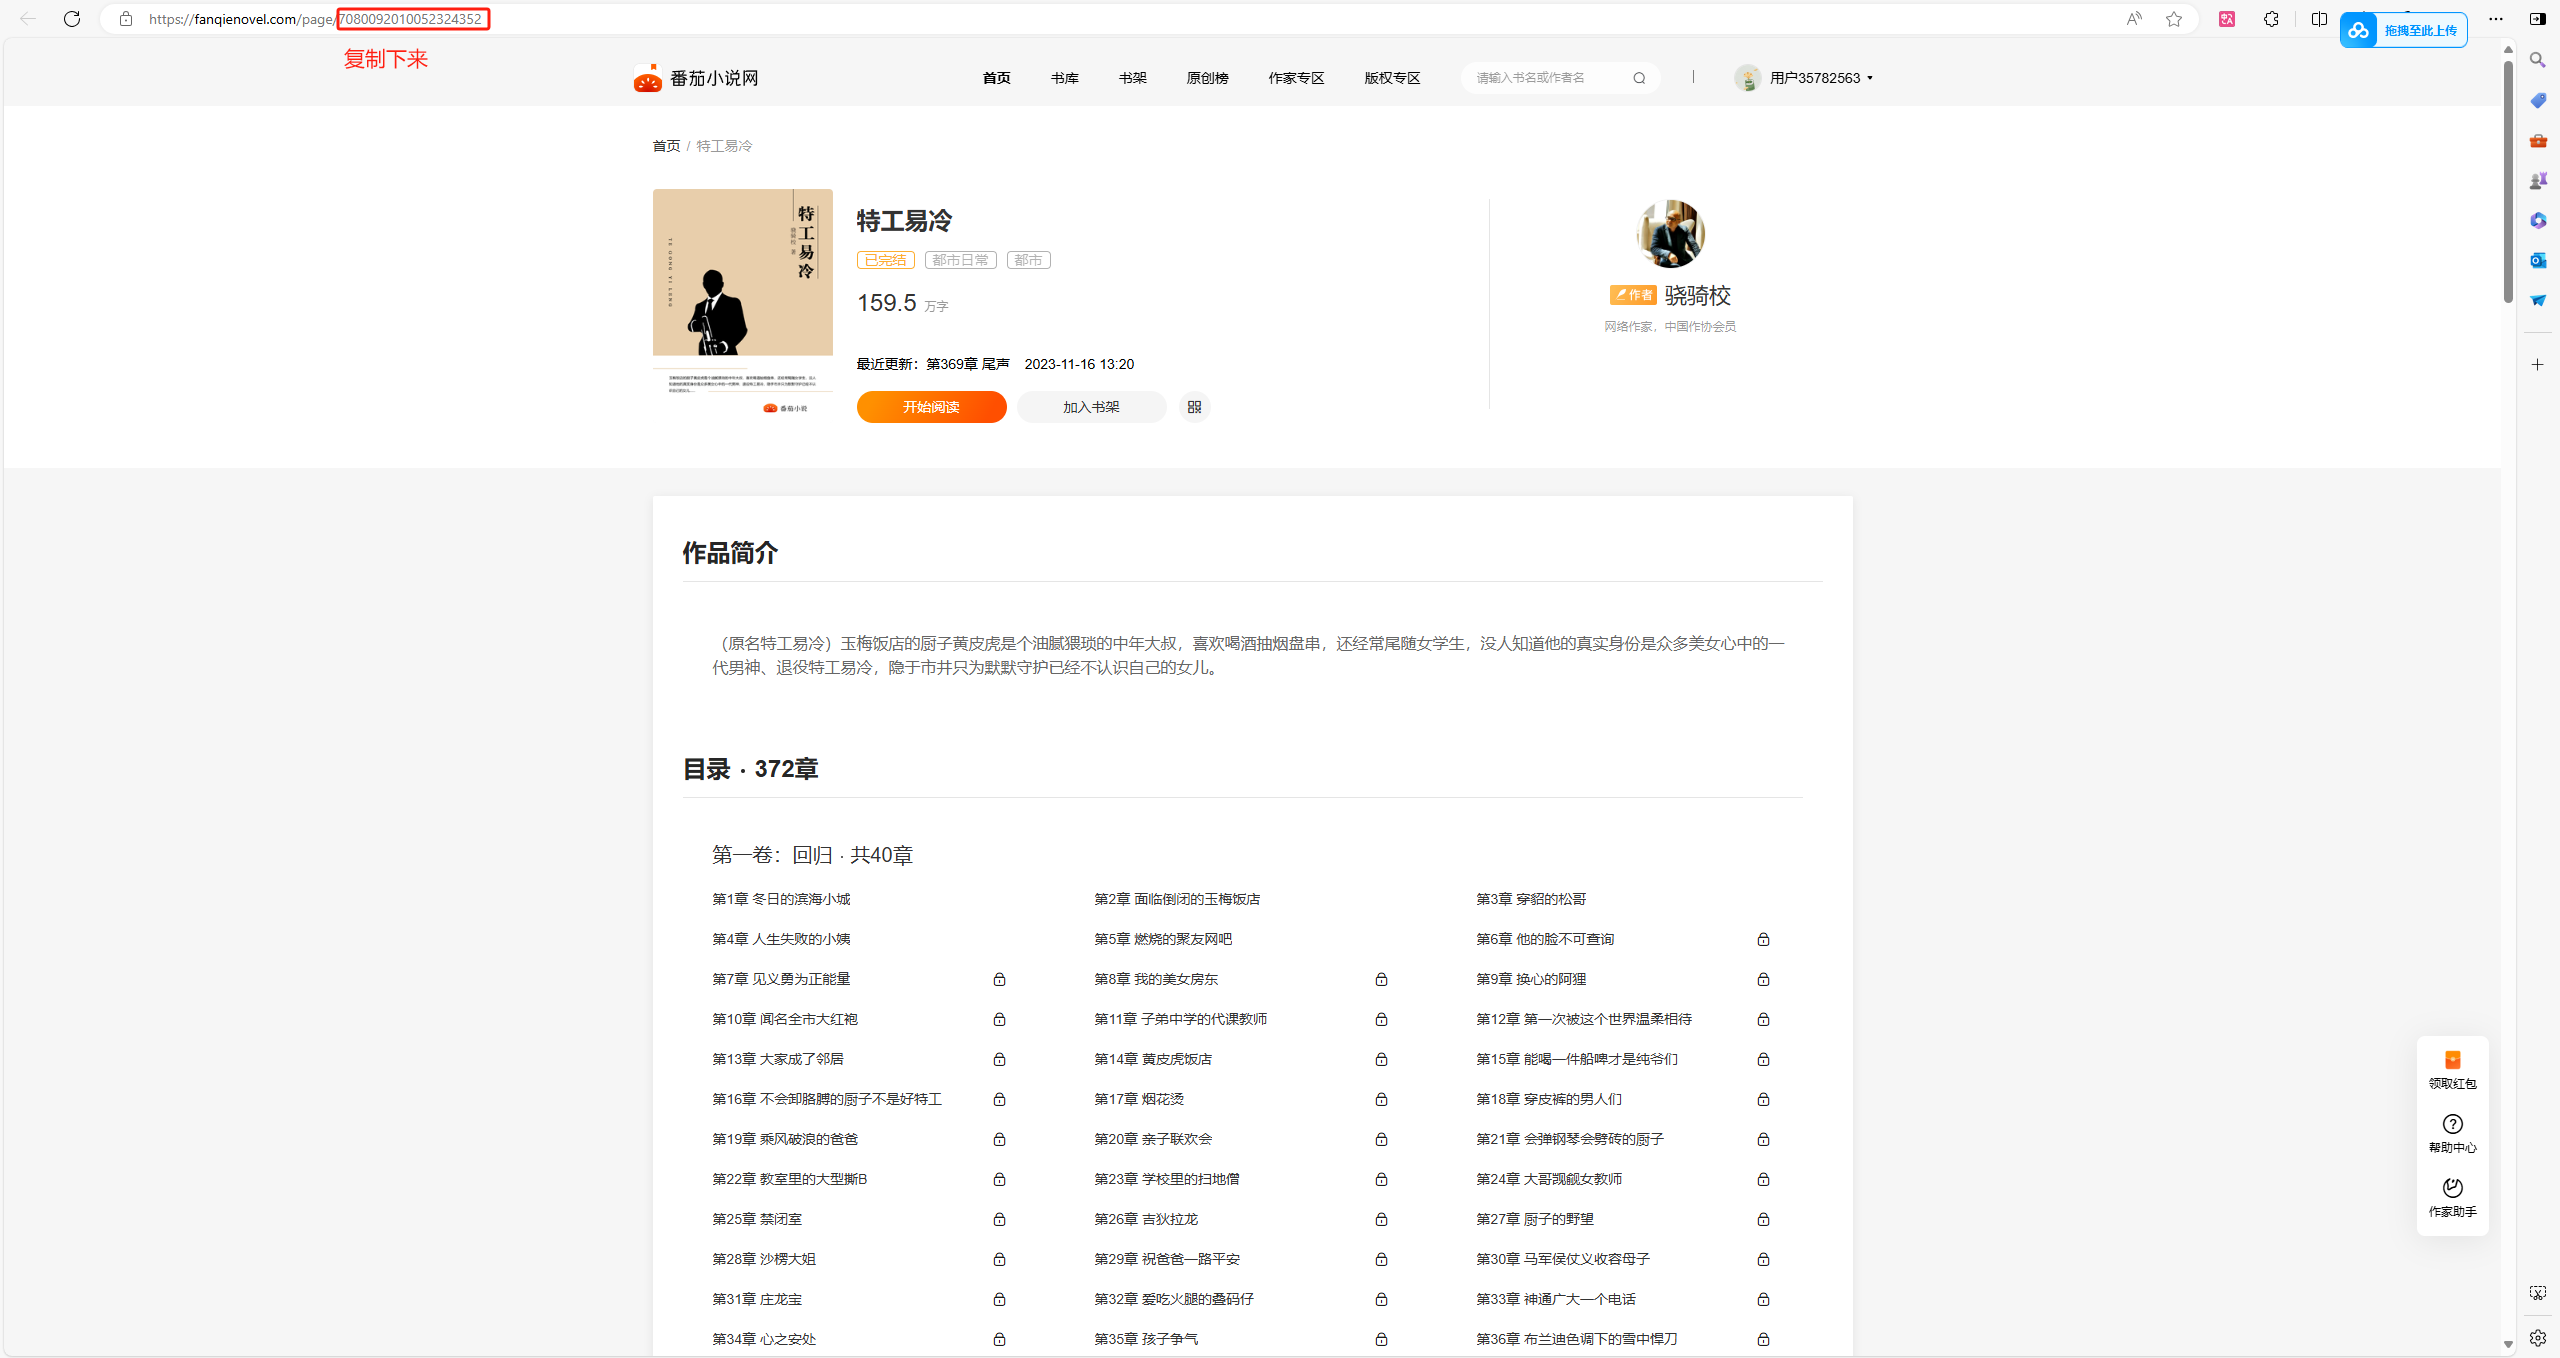 https://fanqienovel.com/page/7080092010052324352
拖拽至此上传
复制下来
番茄小说网
首页
书库
书架
原创榜
作家专区
版权专区
请输入书名或作者名
用户35782563
首页 / 特工易冷
特工易冷
骁骑校 著
TE GONG YI LENG
番茄小说
特工易冷
已完结
都市日常
都市
159.5 万字
最近更新：第369章 尾声 2023-11-16 13:20
开始阅读
加入书架
作者 骁骑校
网络作家，中国作协会员
作品简介
（原名特工易冷）玉梅饭店的厨子黄皮虎是个油腻猥琐的中年大叔，喜欢喝酒抽烟盘串，还经常尾随女学生，没人知道他的真实身份是众多美女心中的一
代男神、退役特工易冷，隐于市井只为默默守护已经不认识自己的女儿。
目录 · 372章
第一卷：回归 · 共40章
第1章 冬日的滨海小城
第2章 面临倒闭的玉梅饭店
第3章 穿貂的松哥
第4章 人生失败的小姨
第5章 燃烧的聚友网吧
第6章 他的脸不可查询
第7章 见义勇为正能量
第8章 我的美女房东
第9章 换心的阿狸
第10章 闻名全市大红袍
第11章 子弟中学的代课教师
第12章 第一次被这个世界温柔相待
第13章 大家成了邻居
第14章 黄皮虎饭店
第15章 能喝一件船啤才是纯爷们
第16章 不会卸胳膊的厨子不是好特工
第17章 烟花烫
第18章 穿皮裤的男人们
第19章 乘风破浪的爸爸
第20章 亲子联欢会
第21章 会弹钢琴会劈砖的厨子
第22章 教室里的大型撕B
第23章 学校里的扫地僧
第24章 大哥觊觎女教师
第25章 禁闭室
第26章 吉狄拉龙
第27章 厨子的野望
第28章 沙楞大姐
第29章 祝爸爸一路平安
第30章 马军侯仗义收容母子
第31章 庄龙宝
第32章 爱吃火腿的叠码仔
第33章 神通广大一个电话
第34章 心之安处
第35章 孩子争气
第36章 布兰迪色调下的雪中悍刀
领取红包
帮助中心
作家助手